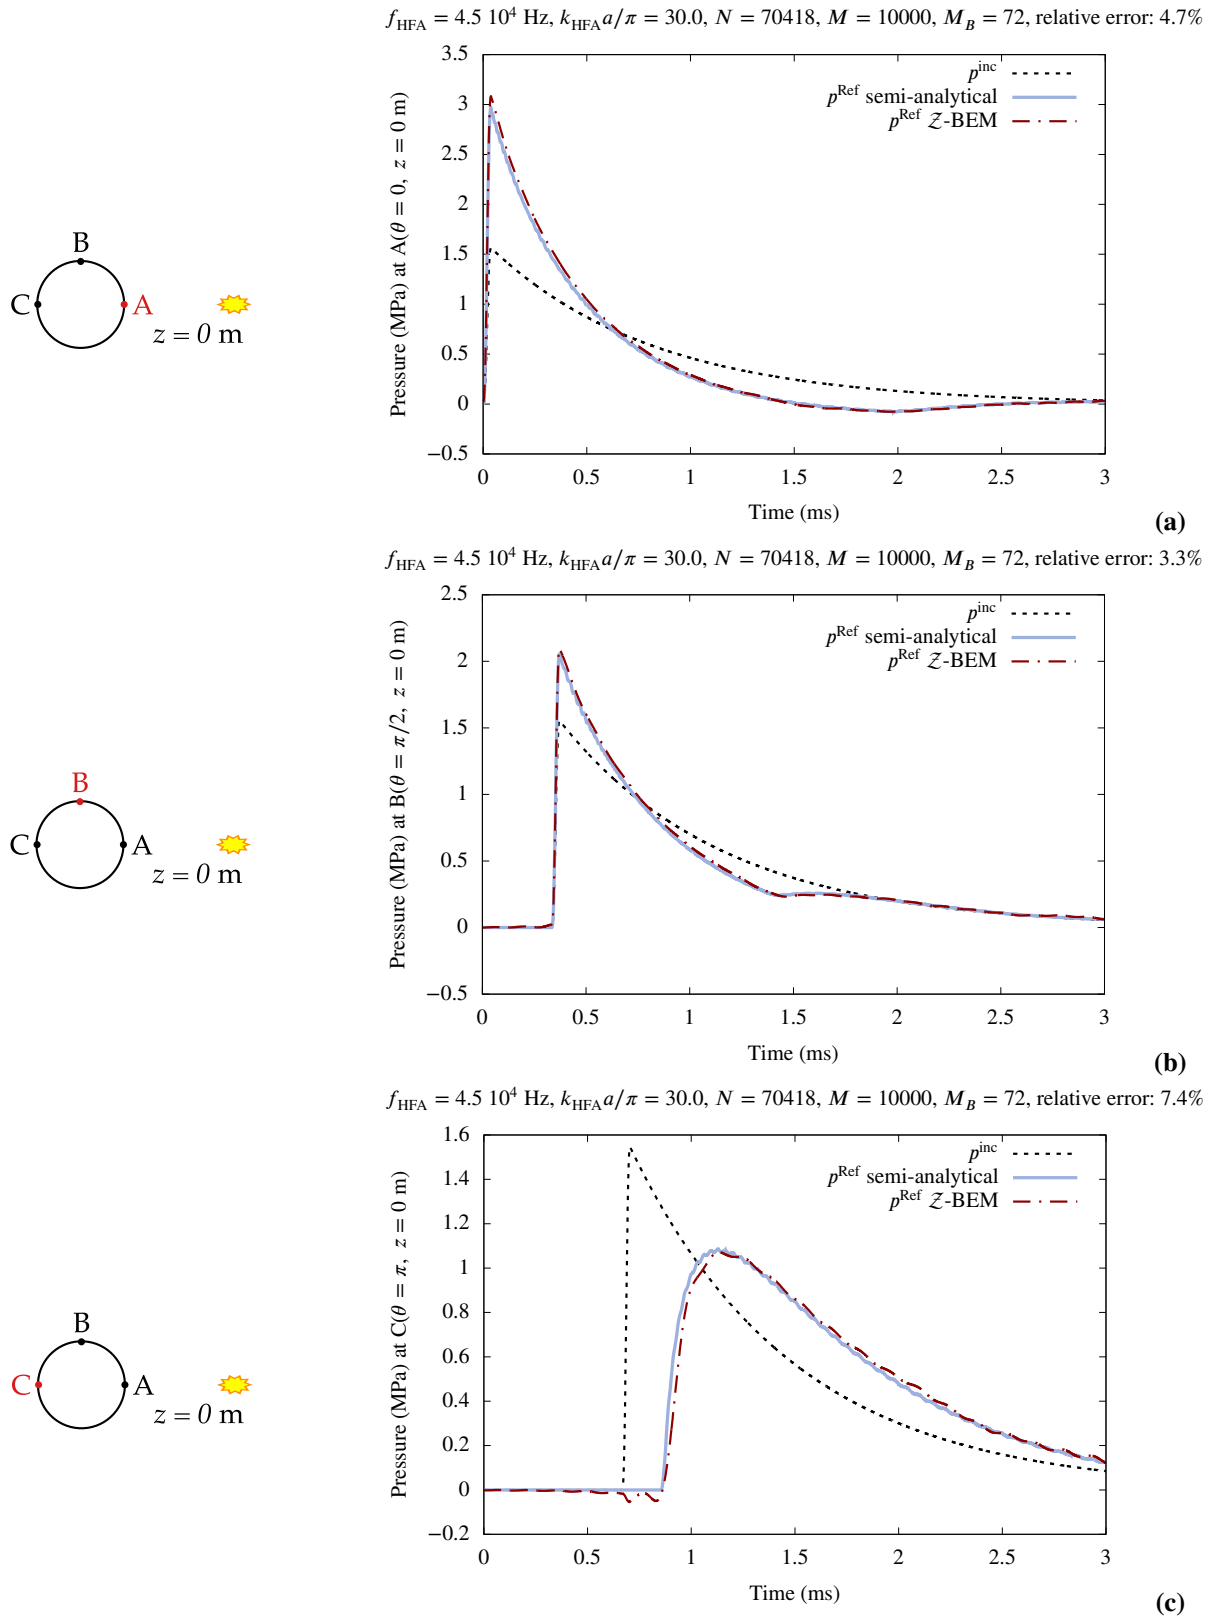 f_HFA = 4.5 10⁴ Hz, k_HFA a/π = 30.0, N = 70418, M = 10000, M_B = 72, relative error: 4.7%
3.5
3
2.5
2
1.5
1
0.5
0
−0.5
Pressure (MPa) at A(θ = 0, z = 0 m)
p^inc
p^Ref semi-analytical
p^Ref 𝒵-BEM
B
C
A
z = 0 m
0 0.5 1 1.5 2 2.5 3
Time (ms)
(a)
f_HFA = 4.5 10⁴ Hz, k_HFA a/π = 30.0, N = 70418, M = 10000, M_B = 72, relative error: 3.3%
2.5
2
1.5
1
0.5
0
−0.5
Pressure (MPa) at B(θ = π/2, z = 0 m)
p^inc
p^Ref semi-analytical
p^Ref 𝒵-BEM
B
C
A
z = 0 m
0 0.5 1 1.5 2 2.5 3
Time (ms)
(b)
f_HFA = 4.5 10⁴ Hz, k_HFA a/π = 30.0, N = 70418, M = 10000, M_B = 72, relative error: 7.4%
1.6
1.4
1.2
1
0.8
0.6
0.4
0.2
0
−0.2
Pressure (MPa) at C(θ = π, z = 0 m)
p^inc
p^Ref semi-analytical
p^Ref 𝒵-BEM
B
C
A
z = 0 m
0 0.5 1 1.5 2 2.5 3
Time (ms)
(c)